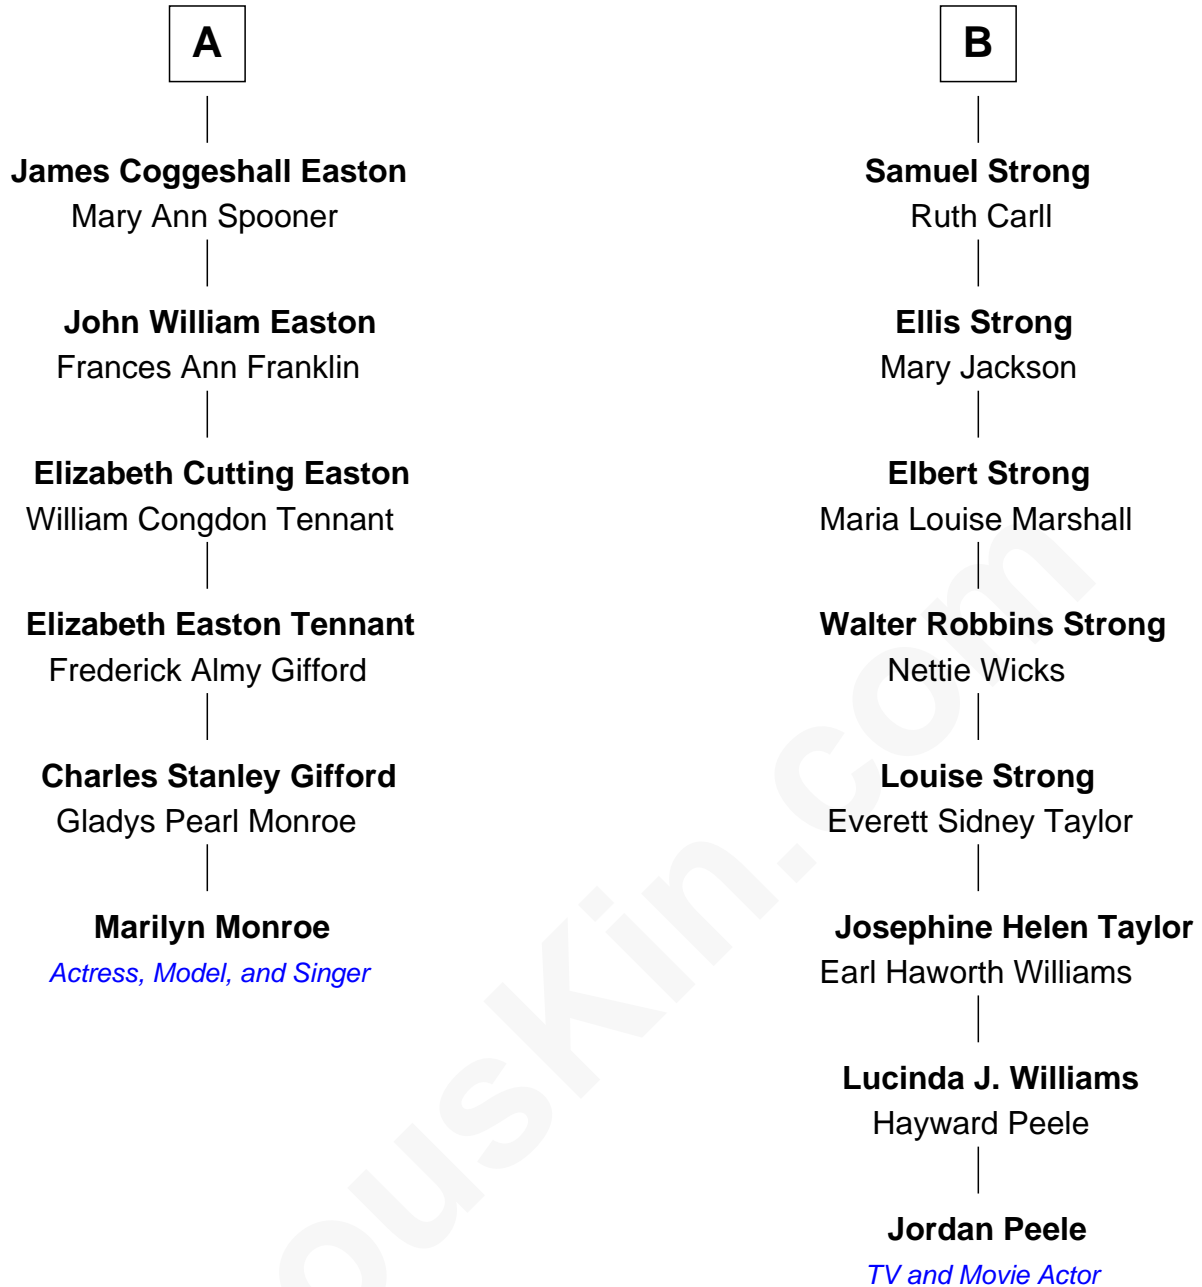 A
James Coggeshall Easton
Mary Ann Spooner
John William Easton
Frances Ann Franklin
Elizabeth Cutting Easton
William Congdon Tennant
Elizabeth Easton Tennant
Frederick Almy Gifford
Charles Stanley Gifford
Gladys Pearl Monroe
Marilyn Monroe
Actress, Model, and Singer
B
Samuel Strong
Ruth Carll
Ellis Strong
Mary Jackson
Elbert Strong
Maria Louise Marshall
Walter Robbins Strong
Nettie Wicks
Louise Strong
Everett Sidney Taylor
Josephine Helen Taylor
Earl Haworth Williams
Lucinda J. Williams
Hayward Peele
Jordan Peele
TV and Movie Actor
ousKin.com